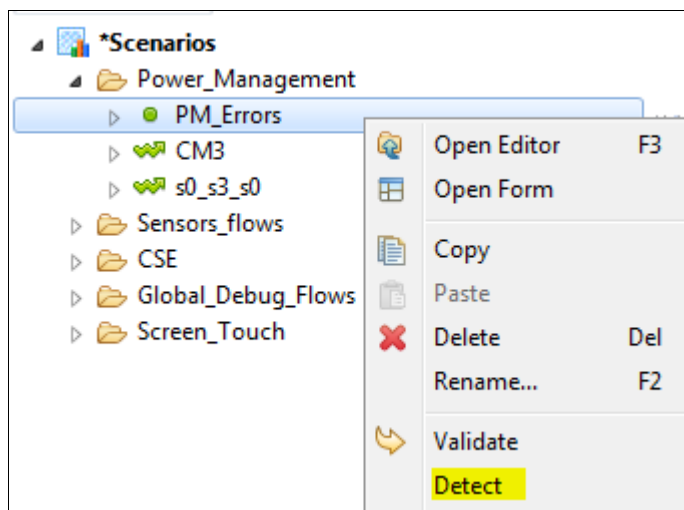 *Scenarios
Power_Management
PM_Errors
CM3
s0_s3_s0
Sensors_flows
CSE
Global_Debug_Flows
Screen_Touch
Open Editor F3
Open Form
Copy
Paste
Delete Del
Rename... F2
Validate
Detect